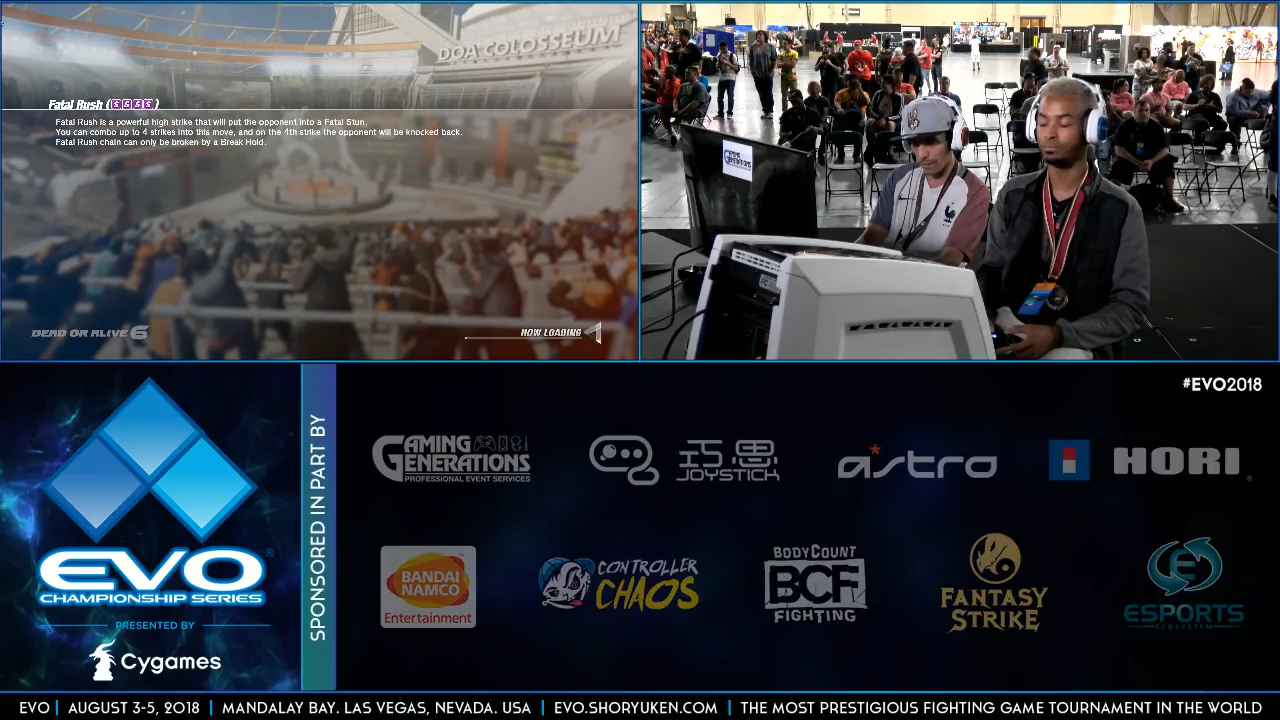 DOA COLOSSEUM
Fatal Rush (SSSS)
Fatal Rush is a powerful high strike that will put the opponent into a Fatal Stun.
You can combo up to 4 strikes into this move, and on the 4th strike the opponent will be knocked back.
Fatal Rush chain can only be broken by a Break Hold.
DEAD OR ALIVE 6
NOW LOADING
GAMING GENERATIONS
#EVO2018
EVO®
CHAMPIONSHIP SERIES
PRESENTED BY
Cygames
SPONSORED IN PART BY
GAMING
GENERATIONS
PROFESSIONAL EVENT SERVICES
巧思
JOYSTICK
astro
HORI®
BANDAI
NAMCO
Entertainment
CONTROLLER
CHAOS
BODYCOUNT
BCF
FIGHTING
FANTASY
STRIKE
ESPORTS
ECOSYSTEM
EVO | AUGUST 3-5, 2018 | MANDALAY BAY. LAS VEGAS, NEVADA. USA | EVO.SHORYUKEN.COM | THE MOST PRESTIGIOUS FIGHTING GAME TOURNAMENT IN THE WORLD